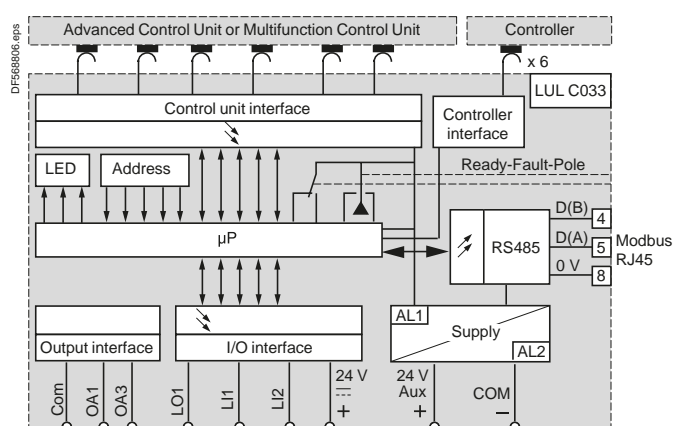 Advanced Control Unit or Multifunction Control Unit
Controller
DF568806.eps
x 6
LUL C033
Control unit interface
Controller
interface
LED
Address
Ready-Fault-Pole
µP
RS485
D(B)
4
D(A)
5
0 V
8
Modbus
RJ45
AL1
Supply
AL2
Output interface
I/O interface
Com
OA1
OA3
LO1
LI1
LI2
24 V
+
24 V
Aux
+
COM
−